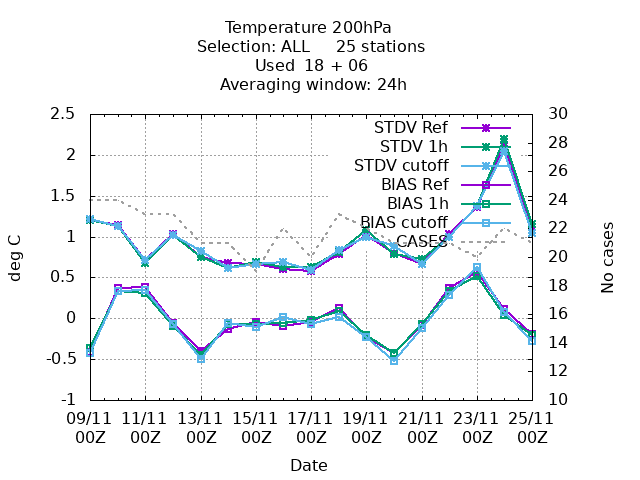 Temperature 200hPa
Selection: ALL     25 stations
Used  18 + 06
Averaging window: 24h
2.5
2
1.5
1
0.5
0
-0.5
-1
deg C
30
28
26
24
22
20
18
16
14
12
10
No cases
STDV Ref
STDV 1h
STDV cutoff
BIAS Ref
BIAS 1h
BIAS cutoff
CASES
09/11 11/11 13/11 15/11 17/11 19/11 21/11 23/11 25/11
00Z 00Z 00Z 00Z 00Z 00Z 00Z 00Z 00Z
Date